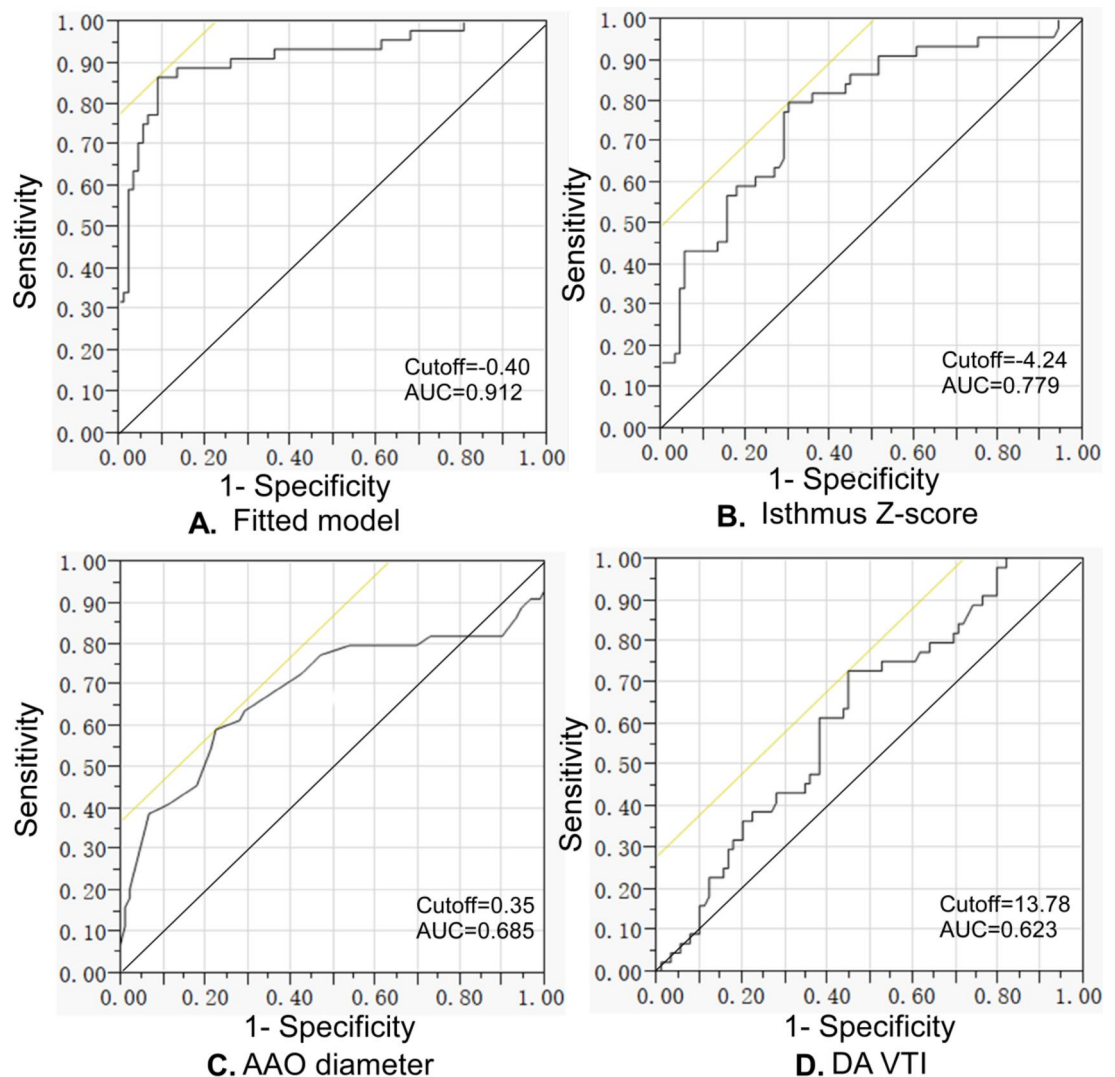 1.00
0.90
0.80
0.70
0.60
0.50
0.40
0.30
0.20
0.10
0.00
Sensitivity
Cutoff=-0.40
AUC=0.912
0.00 0.20 0.40 0.60 0.80 1.00
1- Specificity
A. Fitted model
1.00
0.90
0.80
0.70
0.60
0.50
0.40
0.30
0.20
0.10
0.00
Sensitivity
Cutoff=-4.24
AUC=0.779
0.00 0.20 0.40 0.60 0.80 1.00
1- Specificity
B. Isthmus Z-score
1.00
0.90
0.80
0.70
0.60
0.50
0.40
0.30
0.20
0.10
0.00
Sensitivity
Cutoff=0.35
AUC=0.685
0.00 0.20 0.40 0.60 0.80 1.00
1- Specificity
C. AAO diameter
1.00
0.90
0.80
0.70
0.60
0.50
0.40
0.30
0.20
0.10
0.00
Sensitivity
Cutoff=13.78
AUC=0.623
0.00 0.20 0.40 0.60 0.80 1.00
1- Specificity
D. DA VTI